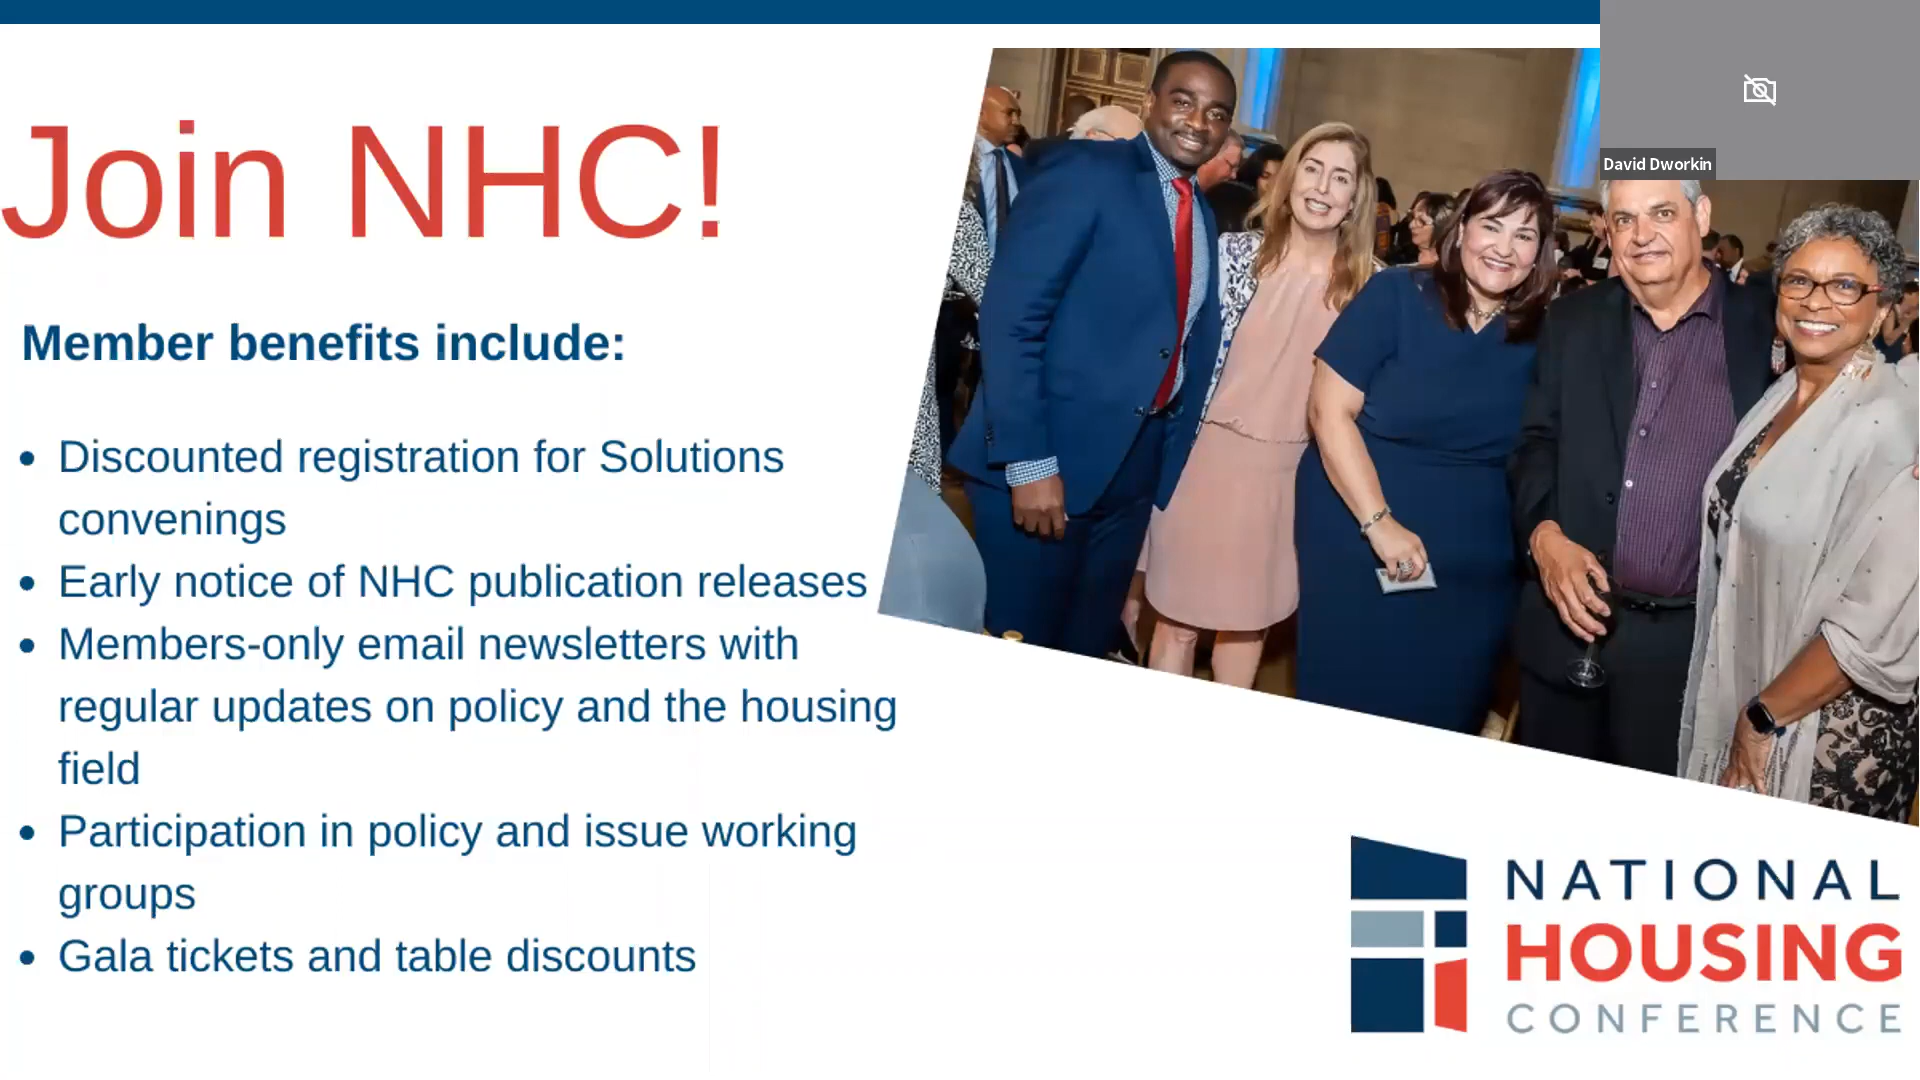 Join NHC!
David Dworkin
Member benefits include:
• Discounted registration for Solutions
convenings
• Early notice of NHC publication releases
• Members-only email newsletters with
regular updates on policy and the housing
field
• Participation in policy and issue working
groups
• Gala tickets and table discounts
NATIONAL
HOUSING
CONFERENCE